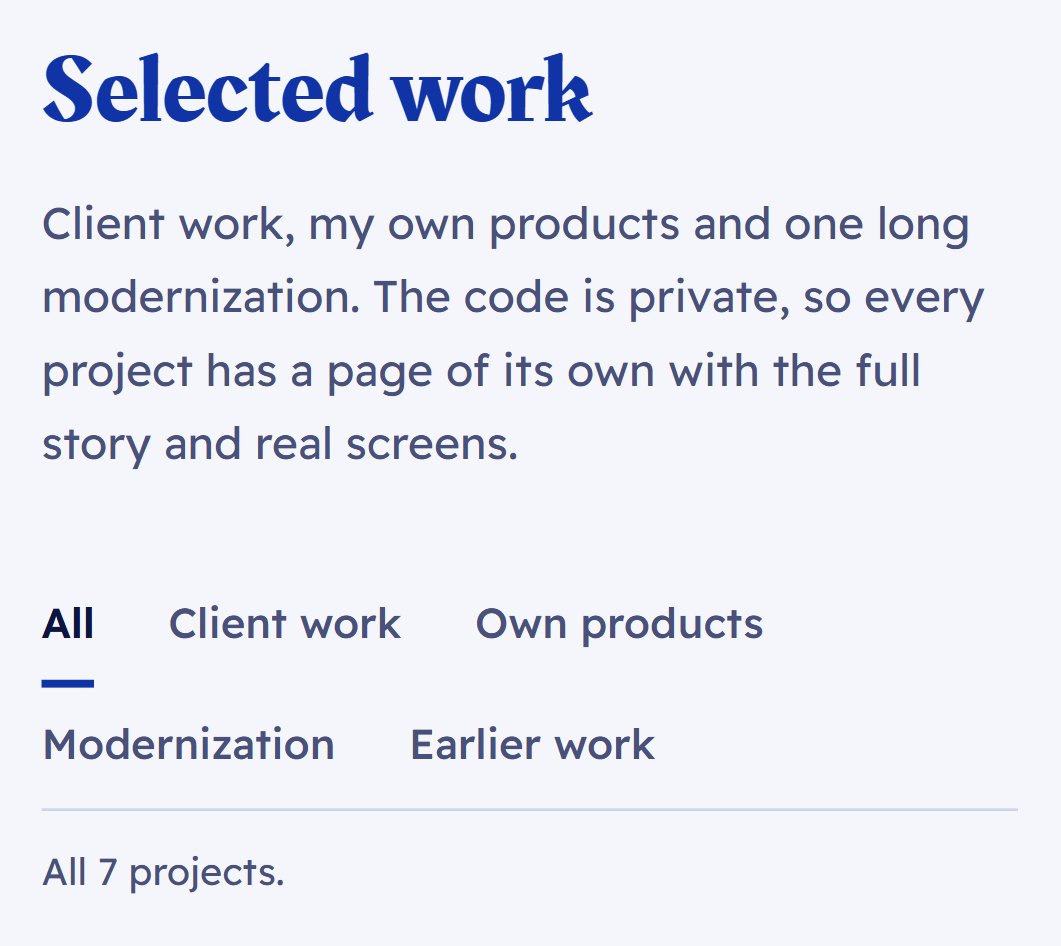 Selected work
Client work, my own products and one long
modernization. The code is private, so every
project has a page of its own with the full
story and real screens.
All Client work Own products
Modernization Earlier work
All 7 projects.